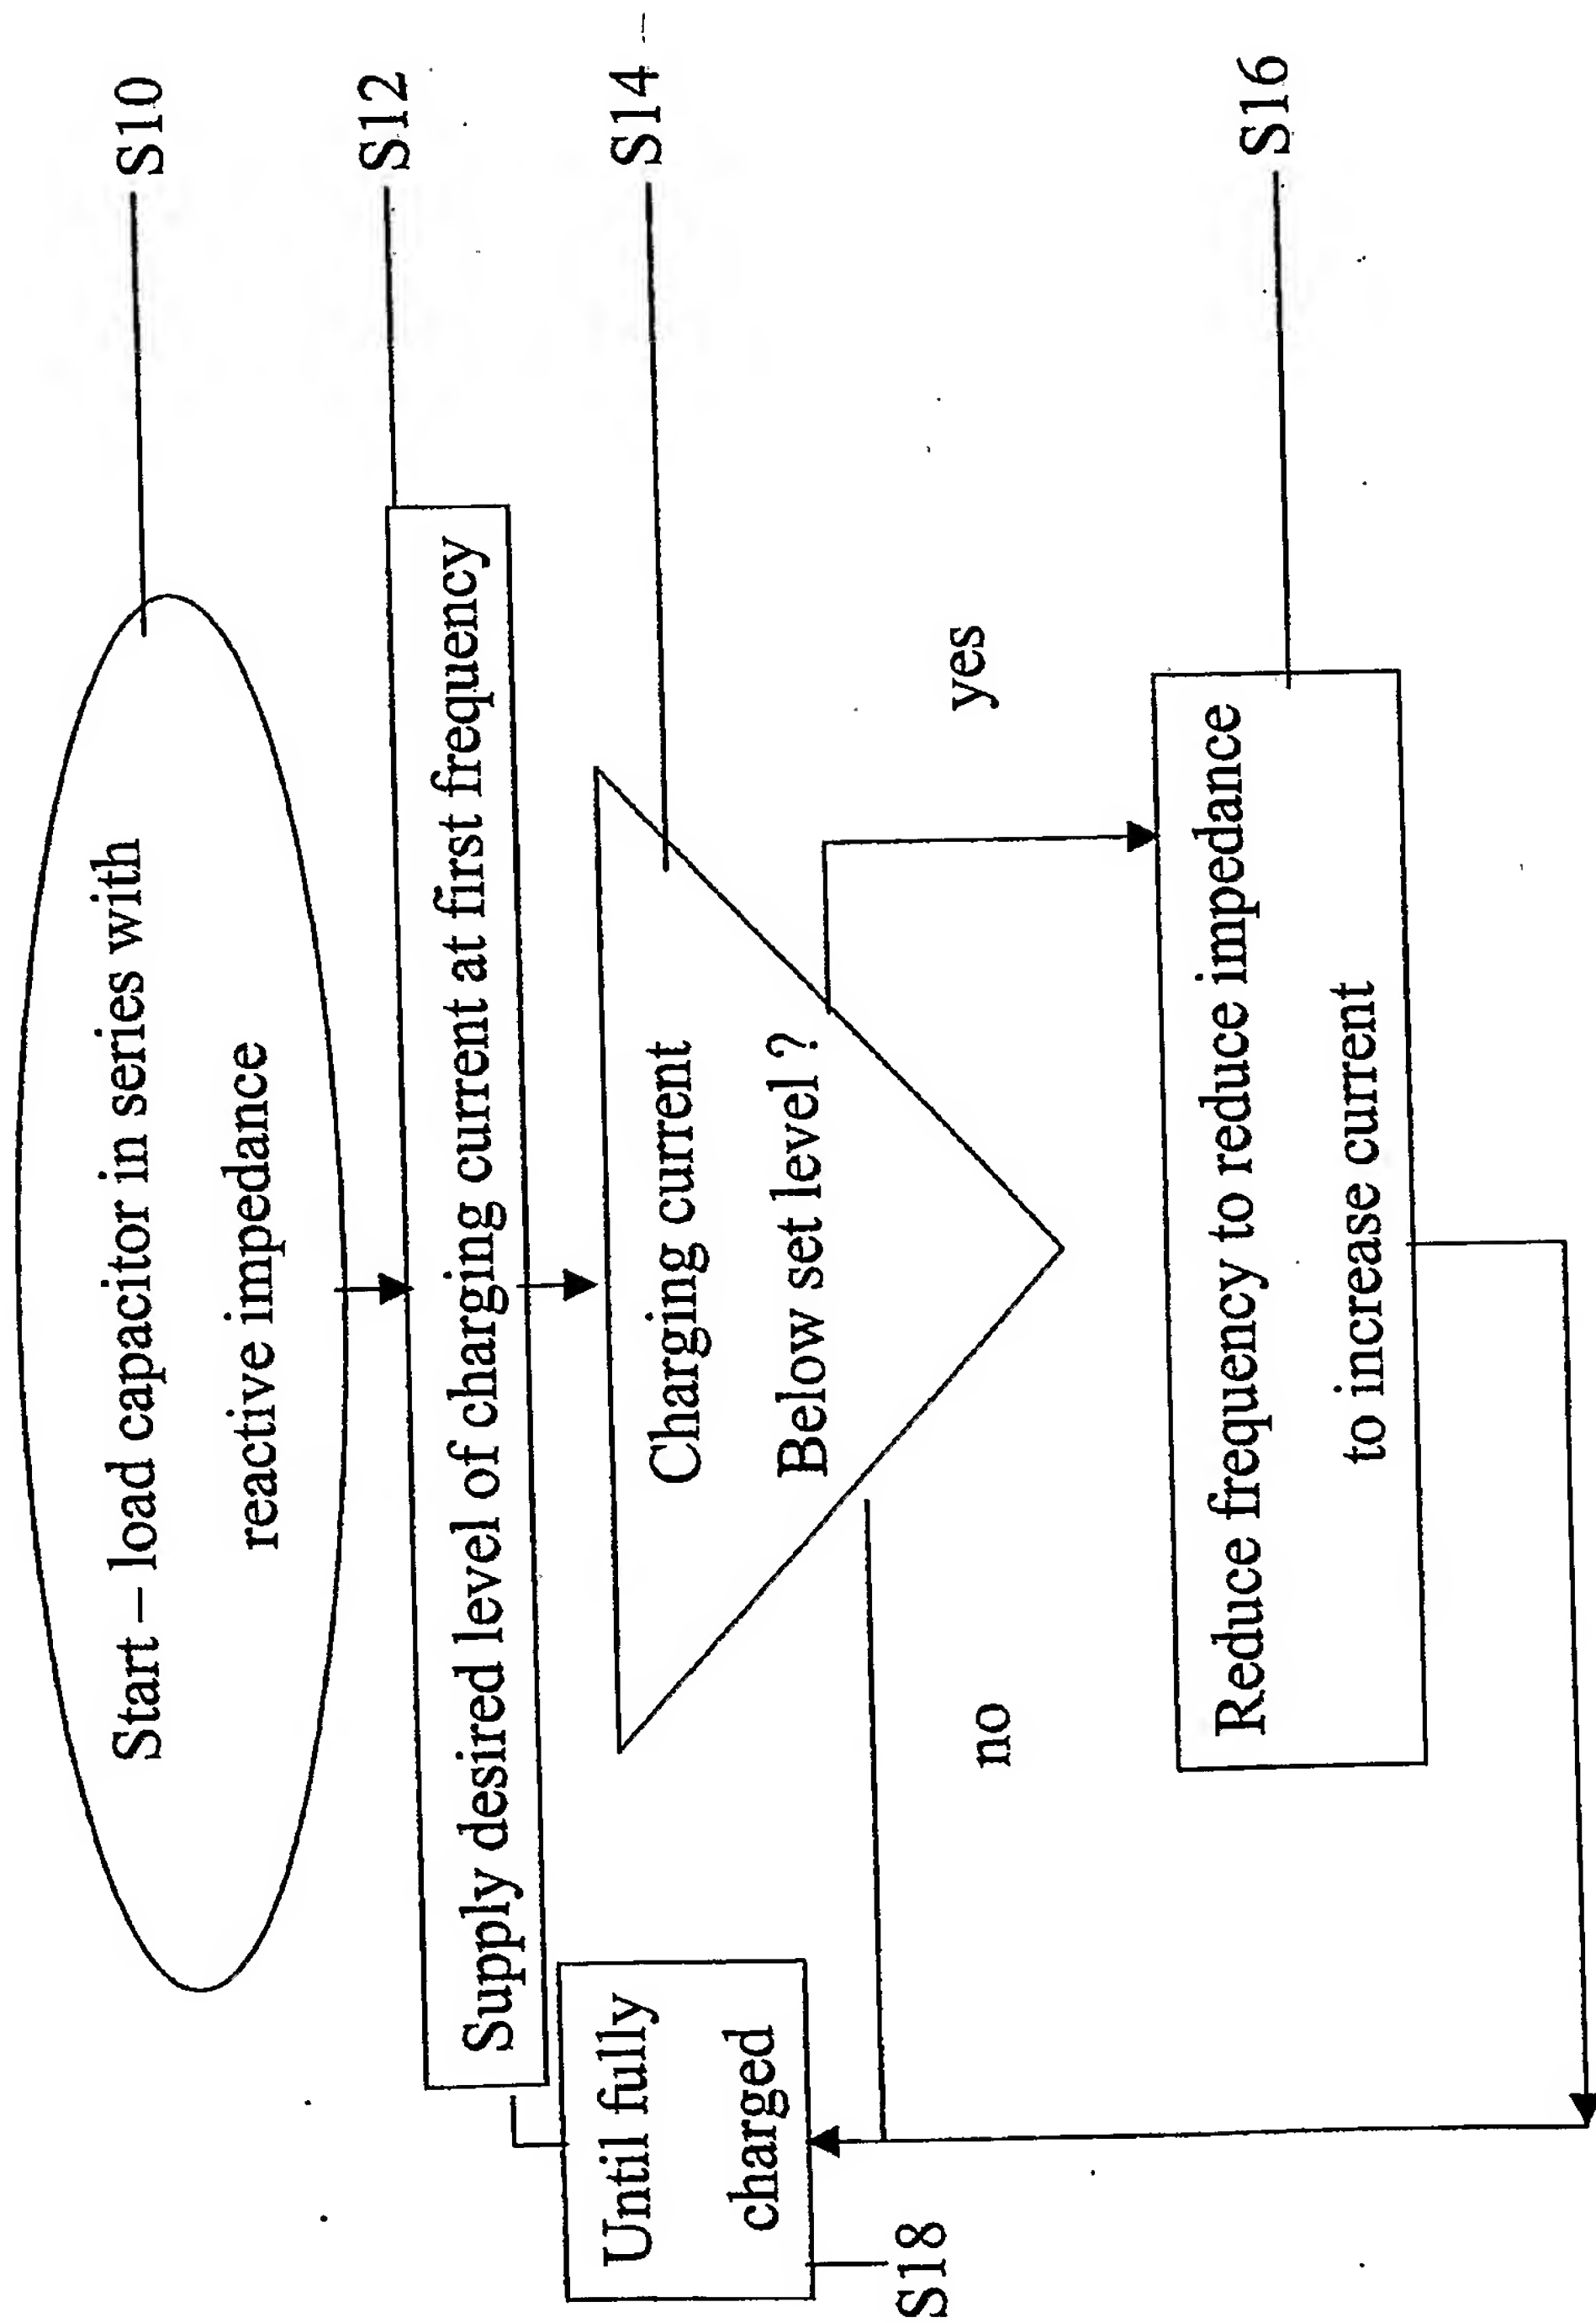 Start – load capacitor in series with
reactive impedance
S10
Supply desired level of charging current at first frequency
S12
Charging current
Below set level ?
S14
yes
no
Reduce frequency to reduce impedance
to increase current
S16
Until fully
charged
S18